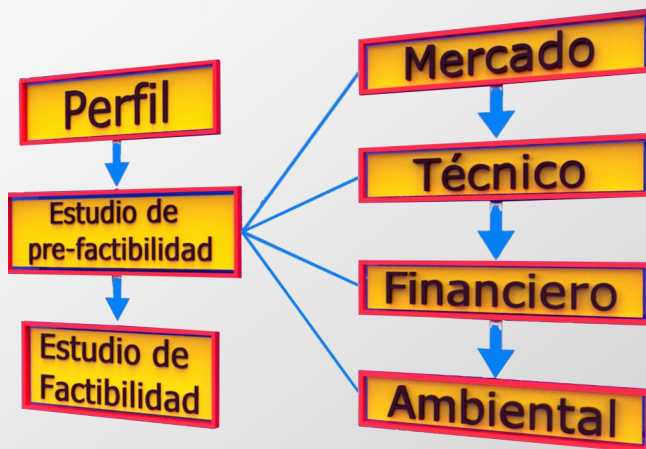 Perfil
Estudio de
pre-factibilidad
Estudio de
Factibilidad
Mercado
Técnico
Financiero
Ambiental